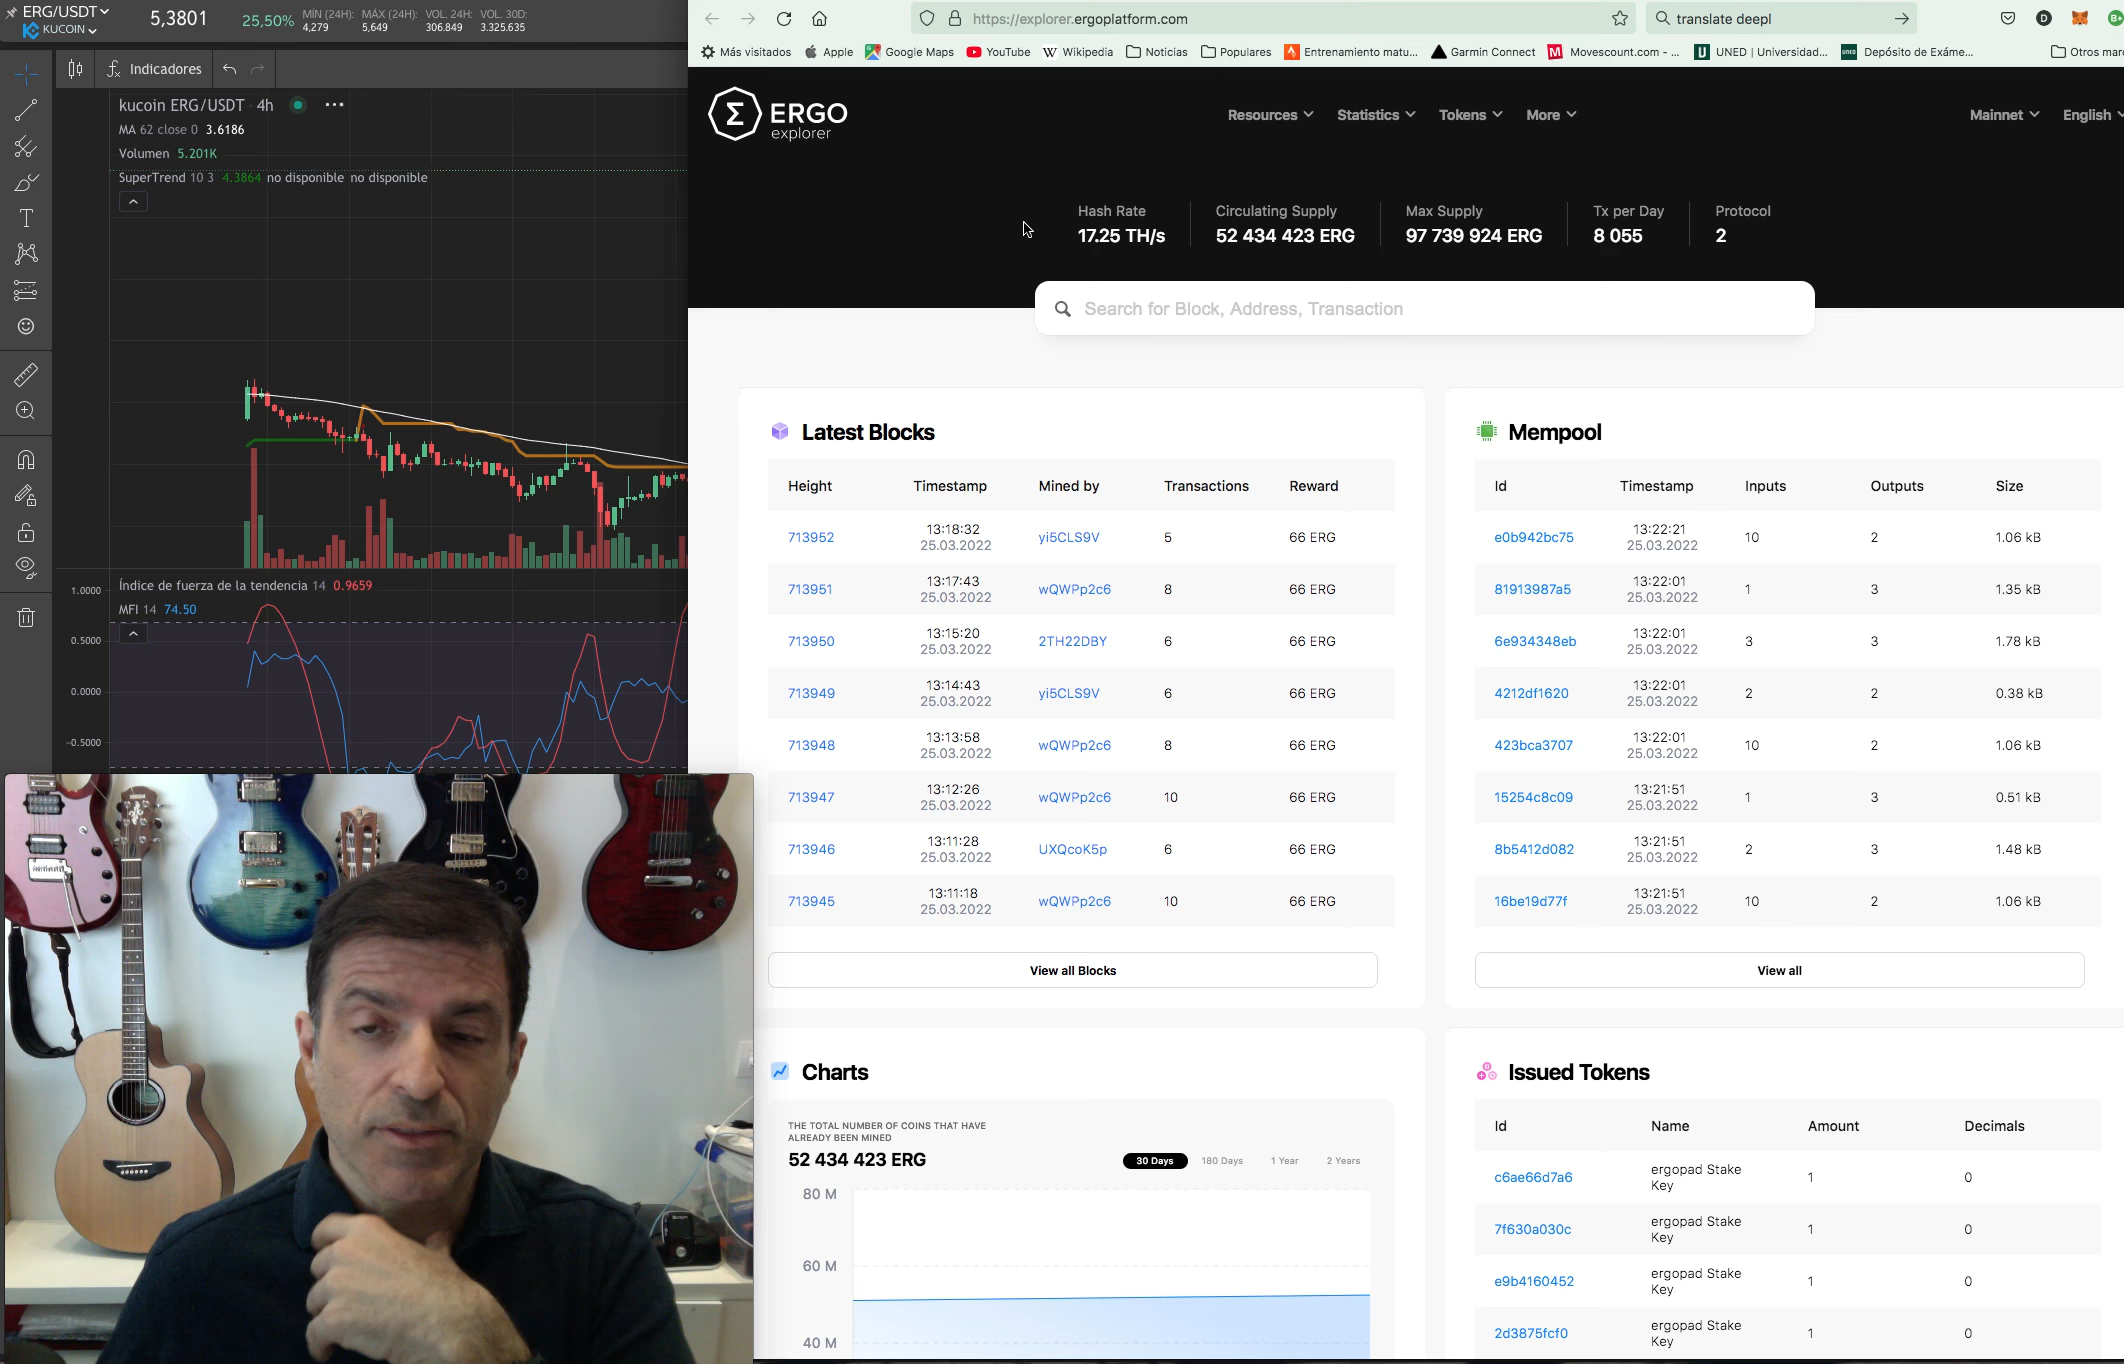 ERG/USDT
KUCOIN
5,3801
25,50%
MÍN (24H):
4,279
MÁX (24H):
5,649
VOL. 24H:
306.849
VOL. 30D:
3.325.635
Indicadores
kucoin ERG/USDT 4h
MA 62 close 0 3.6186
Volumen 5.201K
SuperTrend 10 3 4.3864 no disponible no disponible
Índice de fuerza de la tendencia 14 0.9659
MFI 14 74.50
1.0000
0.5000
0.0000
-0.5000
https://explorer.ergoplatform.com
translate deepl
Más visitados
Apple
Google Maps
YouTube
Wikipedia
Noticias
Populares
Entrenamiento matu...
Garmin Connect
Movescount.com - ...
UNED | Universidad...
Depósito de Exáme...
ERGO
explorer
Resources
Statistics
Tokens
More
Mainnet
English
Hash Rate
17.25 TH/s
Circulating Supply
52 434 423 ERG
Max Supply
97 739 924 ERG
Tx per Day
8 055
Protocol
2
Search for Block, Address, Transaction
Latest Blocks
Height Timestamp Mined by Transactions Reward
713952 13:18:32 25.03.2022 yi5CLS9V 5 66 ERG
713951 13:17:43 25.03.2022 wQWPp2c6 8 66 ERG
713950 13:15:20 25.03.2022 2TH22DBY 6 66 ERG
713949 13:14:43 25.03.2022 yi5CLS9V 6 66 ERG
713948 13:13:58 25.03.2022 wQWPp2c6 8 66 ERG
713947 13:12:26 25.03.2022 wQWPp2c6 10 66 ERG
713946 13:11:28 25.03.2022 UXQcoK5p 6 66 ERG
713945 13:11:18 25.03.2022 wQWPp2c6 10 66 ERG
View all Blocks
Mempool
Id Timestamp Inputs Outputs Size
e0b942bc75 13:22:21 25.03.2022 10 2 1.06 kB
81913987a5 13:22:01 25.03.2022 1 3 1.35 kB
6e934348eb 13:22:01 25.03.2022 3 3 1.78 kB
4212df1620 13:22:01 25.03.2022 2 2 0.38 kB
423bca3707 13:22:01 25.03.2022 10 2 1.06 kB
15254c8c09 13:21:51 25.03.2022 1 3 0.51 kB
8b5412d082 13:21:51 25.03.2022 2 3 1.48 kB
16be19d77f 13:21:51 25.03.2022 10 2 1.06 kB
View all
Charts
THE TOTAL NUMBER OF COINS THAT HAVE
ALREADY BEEN MINED
52 434 423 ERG
30 Days 180 Days 1 Year 2 Years
80 M
60 M
40 M
Issued Tokens
Id Name Amount Decimals
c6ae66d7a6 ergopad Stake Key 1 0
7f630a030c ergopad Stake Key 1 0
e9b4160452 ergopad Stake Key 1 0
2d3875fcf0 ergopad Stake Key 1 0